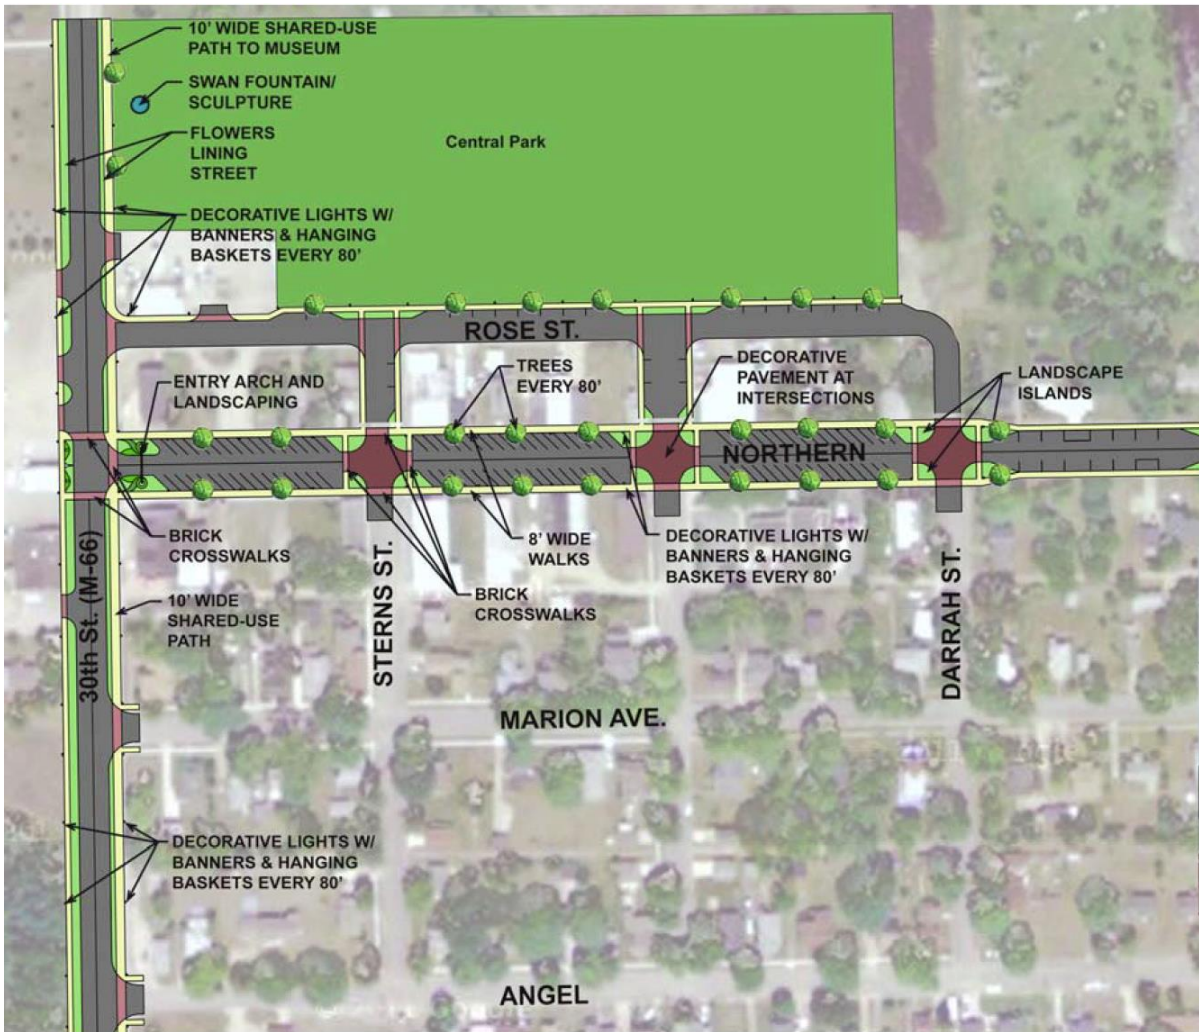 10' WIDE SHARED-USE
PATH TO MUSEUM
SWAN FOUNTAIN/
SCULPTURE
FLOWERS
LINING
STREET
Central Park
DECORATIVE LIGHTS W/
BANNERS & HANGING
BASKETS EVERY 80'
ROSE ST.
ENTRY ARCH AND
LANDSCAPING
TREES
EVERY 80'
DECORATIVE
PAVEMENT AT
INTERSECTIONS
LANDSCAPE
ISLANDS
NORTHERN
BRICK
CROSSWALKS
8' WIDE
WALKS
DECORATIVE LIGHTS W/
BANNERS & HANGING
BASKETS EVERY 80'
BRICK
CROSSWALKS
10' WIDE
SHARED-USE
PATH
30th St. (M-66)
STERNS ST.
DARRAH ST.
MARION AVE.
DECORATIVE LIGHTS W/
BANNERS & HANGING
BASKETS EVERY 80'
ANGEL